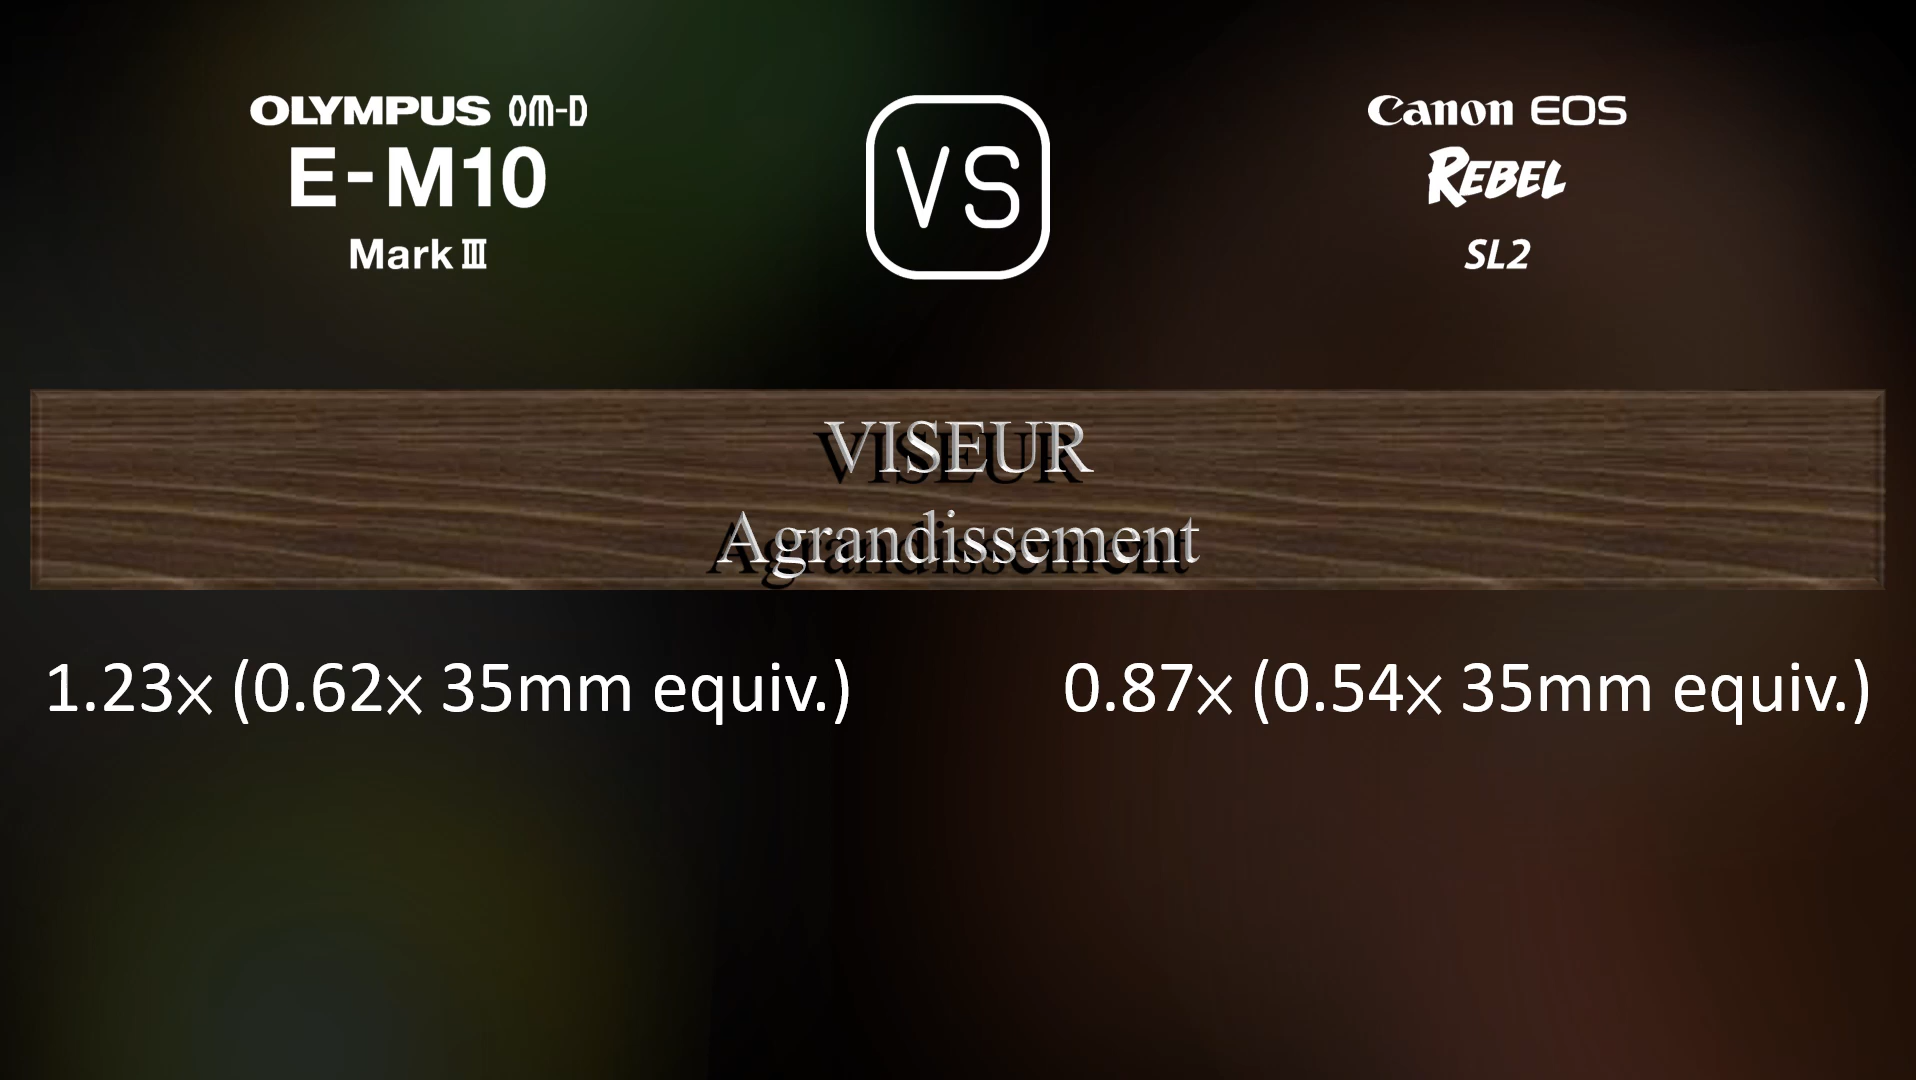 OLYMPUS OM-D
E-M10
Mark III
VS
Canon EOS
REBEL
SL2
VISEUR
Agrandissement
1.23x (0.62x 35mm equiv.)
0.87x (0.54x 35mm equiv.)